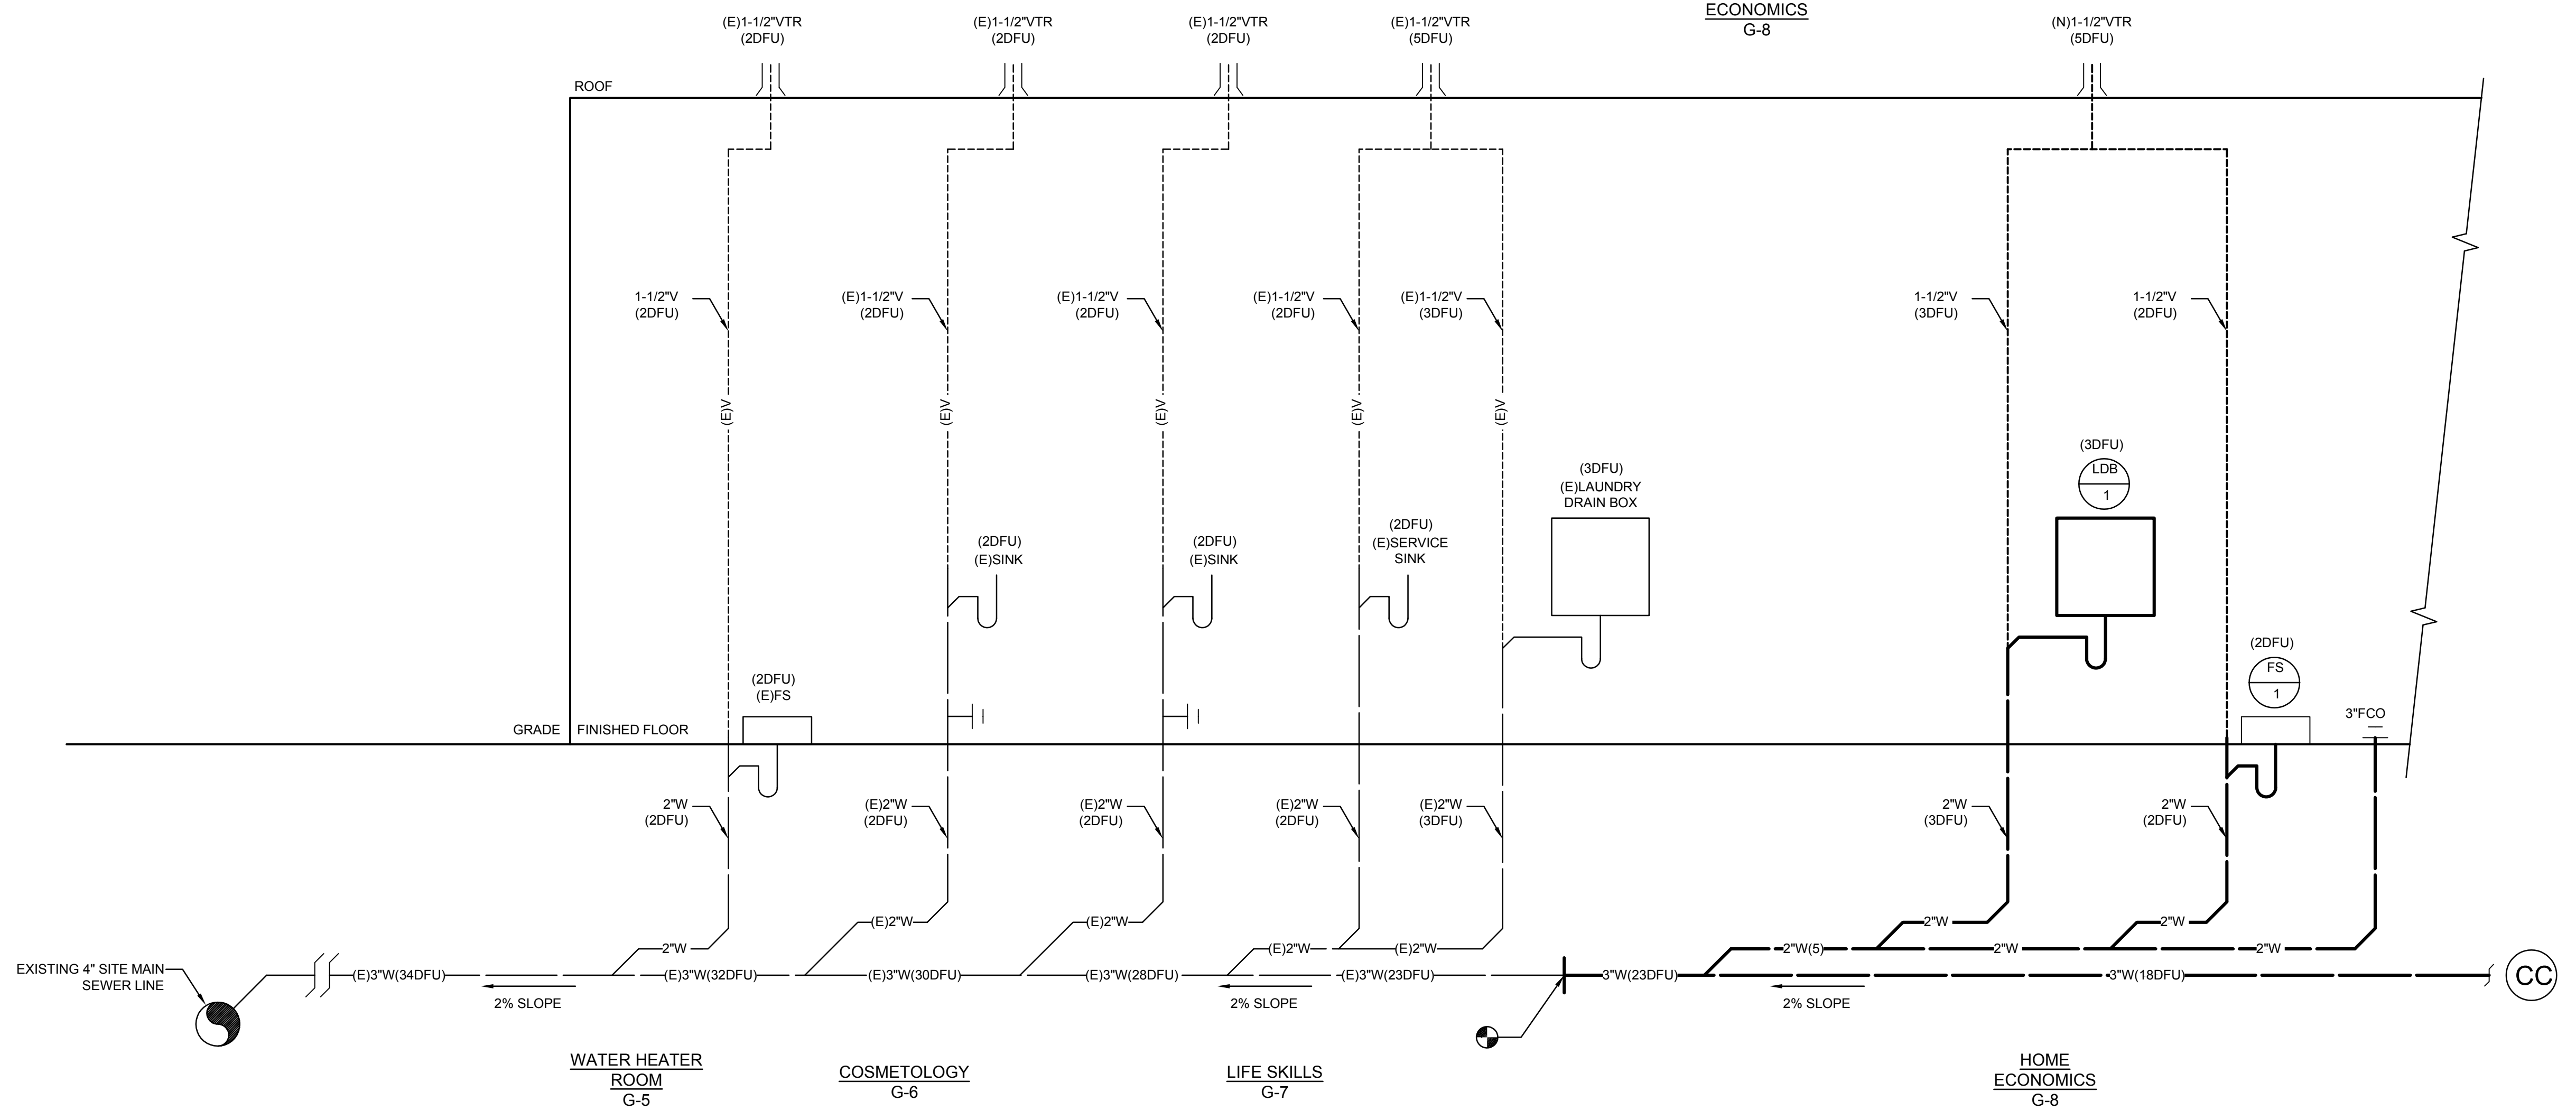 ECONOMICS
G-8
(E)1-1/2"VTR
(2DFU)
(E)1-1/2"VTR
(2DFU)
(E)1-1/2"VTR
(2DFU)
(E)1-1/2"VTR
(5DFU)
(N)1-1/2"VTR
(5DFU)
ROOF
1-1/2"V
(2DFU)
(E)1-1/2"V
(2DFU)
(E)1-1/2"V
(2DFU)
(E)1-1/2"V
(2DFU)
(E)1-1/2"V
(3DFU)
1-1/2"V
(3DFU)
1-1/2"V
(2DFU)
(E)V
(E)V
(E)V
(E)V
(E)V
(3DFU)
LDB
1
(3DFU)
(E)LAUNDRY
DRAIN BOX
(2DFU)
(E)SINK
(2DFU)
(E)SINK
(2DFU)
(E)SERVICE
SINK
(2DFU)
FS
1
(2DFU)
(E)FS
3"FCO
GRADE
FINISHED FLOOR
2"W
(2DFU)
(E)2"W
(2DFU)
(E)2"W
(2DFU)
(E)2"W
(2DFU)
(E)2"W
(3DFU)
2"W
(3DFU)
2"W
(2DFU)
(E)2"W
(E)2"W
2"W
2"W
2"W
(E)2"W
(E)2"W
2"W(5)
2"W
2"W
EXISTING 4" SITE MAIN
SEWER LINE
(E)3"W(34DFU)
(E)3"W(32DFU)
(E)3"W(30DFU)
(E)3"W(28DFU)
(E)3"W(23DFU)
3"W(23DFU)
3"W(18DFU)
CC
2% SLOPE
2% SLOPE
2% SLOPE
WATER HEATER
ROOM
G-5
COSMETOLOGY
G-6
LIFE SKILLS
G-7
HOME
ECONOMICS
G-8